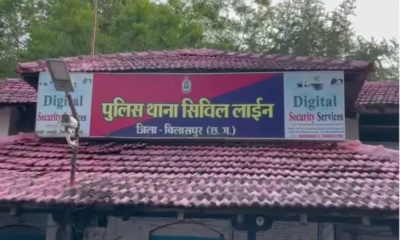 पुलिस थाना सिविल लाईन
जिला - बिलासपुर (छ. ग.)
Digital
Security Services
Digital
Security Services